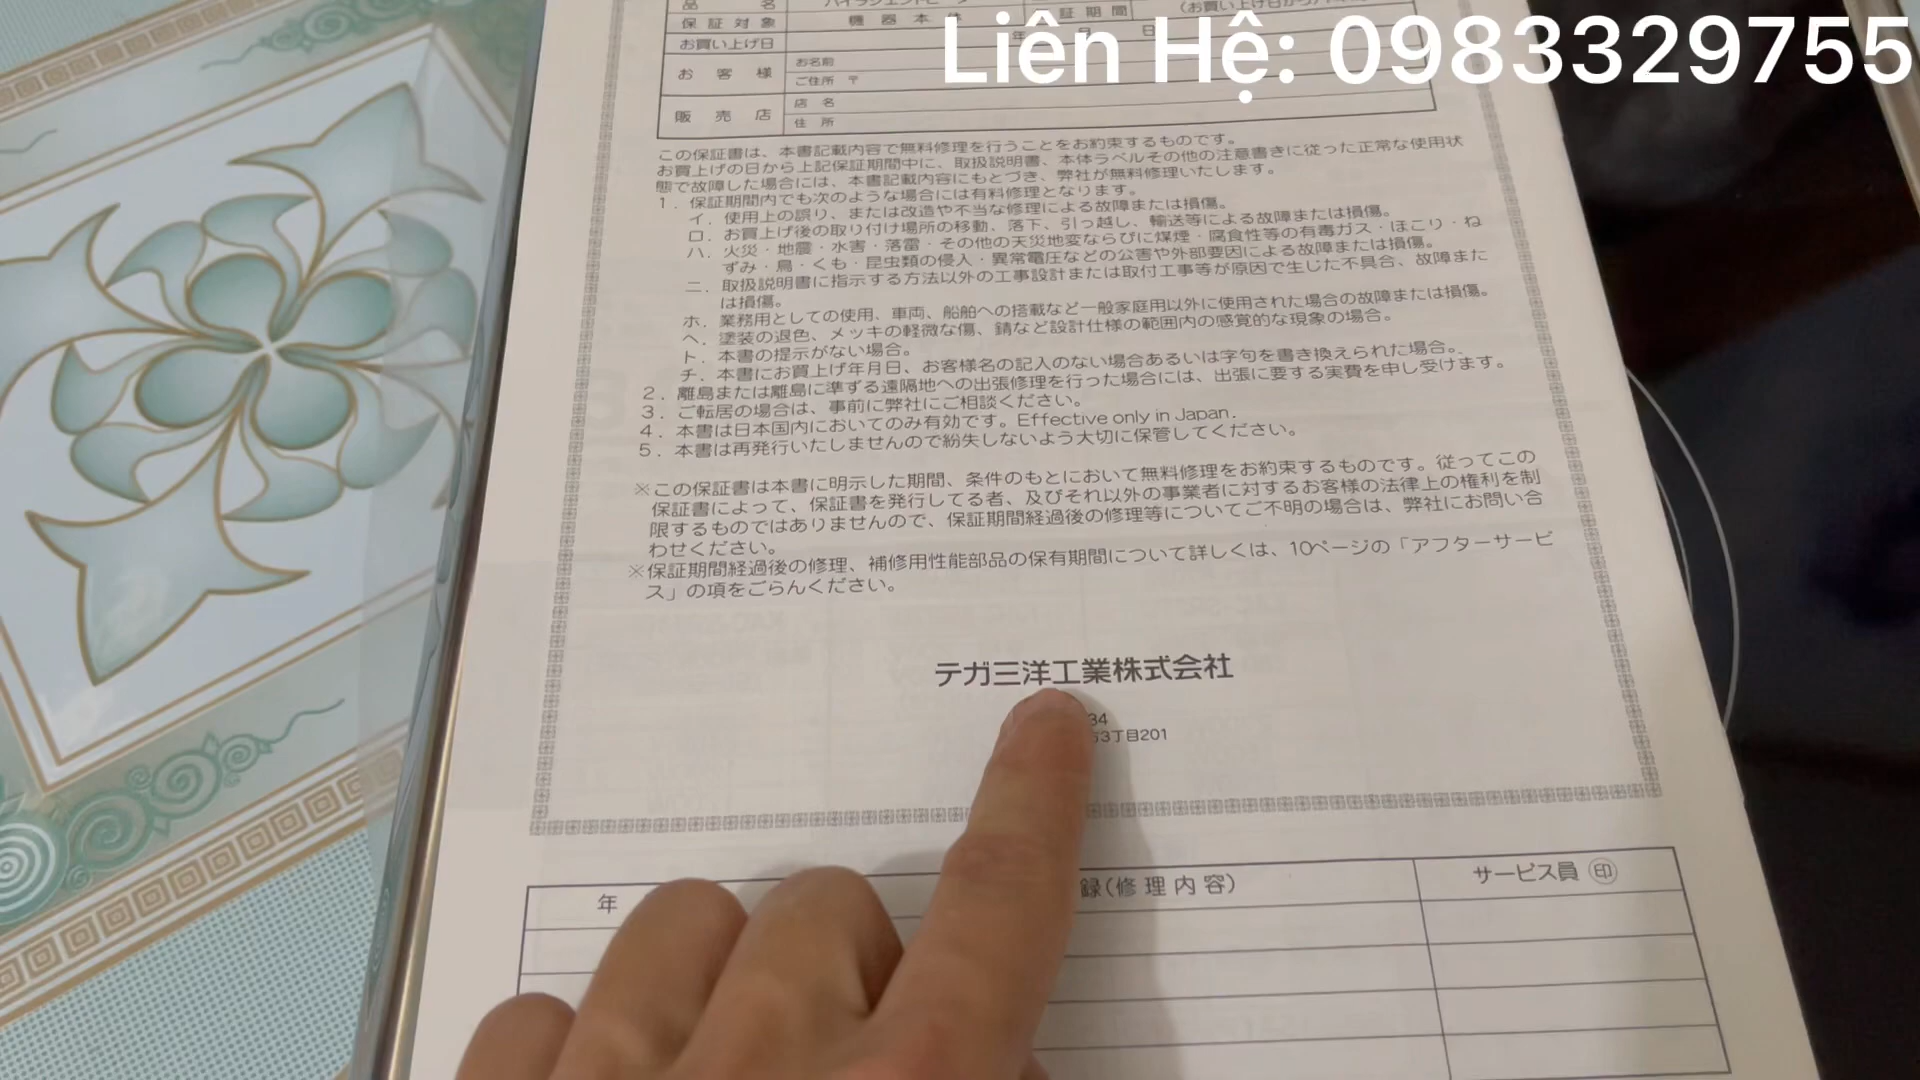 Liên Hệ: 0983329755
品 名
保証対象 機器本体 証期間
お買い上げ日 年 月 日
お客様 お名前
ご住所 〒
販売店 店名
住所
この保証書は、本書記載内容で無料修理を行うことをお約束するものです。
お買上げの日から上記保証期間中に、取扱説明書、本体ラベルその他の注意書きに従った正常な使用状
態で故障した場合には、本書記載内容にもとづき、弊社が無料修理いたします。
1．保証期間内でも次のような場合には有料修理となります。
イ．使用上の誤り、または改造や不当な修理による故障または損傷。
ロ．お買上げ後の取り付け場所の移動、落下、引っ越し、輸送等による故障または損傷。
ハ．火災・地震・水害・落雷・その他の天災地変ならびに煤煙・腐食性等の有毒ガス・ほこり・ね
ずみ・鳥・くも・昆虫類の侵入・異常電圧などの公害や外部要因による故障または損傷。
ニ．取扱説明書に指示する方法以外の工事設計または取付工事等が原因で生じた不具合、故障また
は損傷。
ホ．業務用としての使用、車両、船舶への搭載など一般家庭用以外に使用された場合の故障または損傷。
ヘ．塗装の退色、メッキの軽微な傷、錆など設計仕様の範囲内の感覚的な現象の場合。
ト．本書の提示がない場合。
チ．本書にお買上げ年月日、お客様名の記入のない場合あるいは字句を書き換えられた場合。
2．離島または離島に準ずる遠隔地への出張修理を行った場合には、出張に要する実費を申し受けます。
3．ご転居の場合は、事前に弊社にご相談ください。
4．本書は日本国内においてのみ有効です。Effective only in Japan.
5．本書は再発行いたしませんので紛失しないよう大切に保管してください。
※この保証書は本書に明示した期間、条件のもとにおいて無料修理をお約束するものです。従ってこの
保証書によって、保証書を発行してる者、及びそれ以外の事業者に対するお客様の法律上の権利を制
限するものではありませんので、保証期間経過後の修理等についてご不明の場合は、弊社にお問い合
わせください。
※保証期間経過後の修理、補修用性能部品の保有期間について詳しくは、10ページの「アフターサービ
ス」の項をごらんください。
テガ三洋工業株式会社
34
3丁目201
年 録(修理内容) サービス員 印